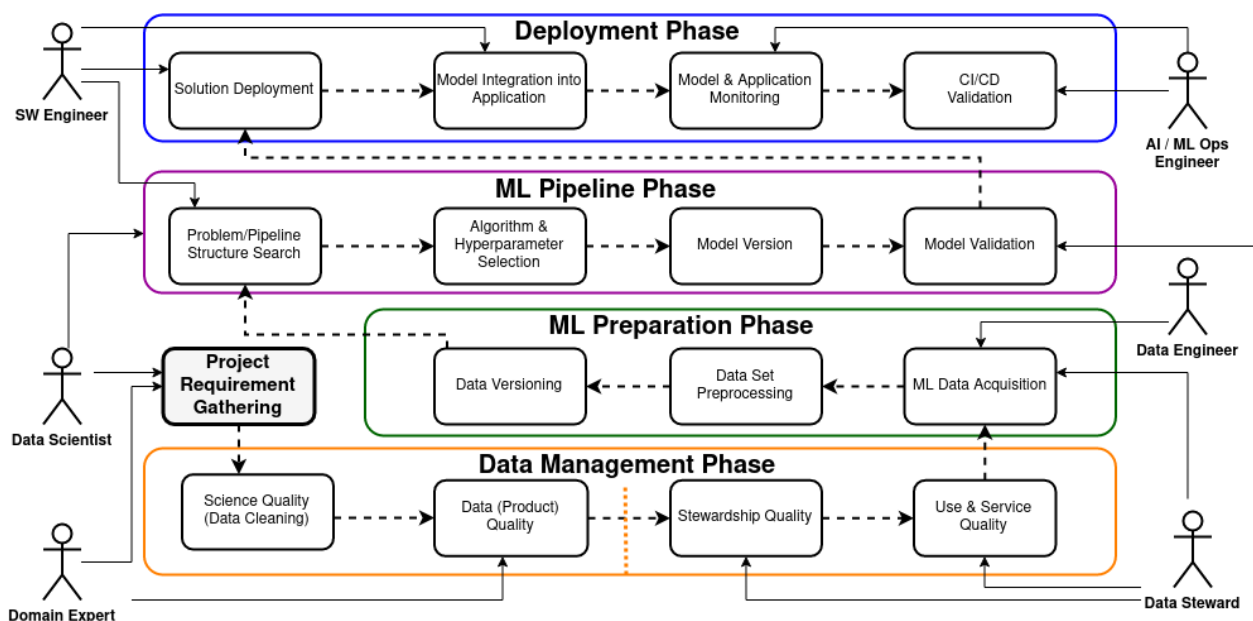 Deployment Phase
Solution Deployment
Model Integration into
Application
Model & Application
Monitoring
CI/CD
Validation
SW Engineer
AI / ML Ops
Engineer
ML Pipeline Phase
Problem/Pipeline
Structure Search
Algorithm &
Hyperparameter
Selection
Model Version
Model Validation
ML Preparation Phase
Data Versioning
Data Set
Preprocessing
ML Data Acquisition
Data Engineer
Project
Requirement
Gathering
Data Scientist
Data Management Phase
Science Quality
(Data Cleaning)
Data (Product)
Quality
Stewardship Quality
Use & Service
Quality
Domain Expert
Data Steward